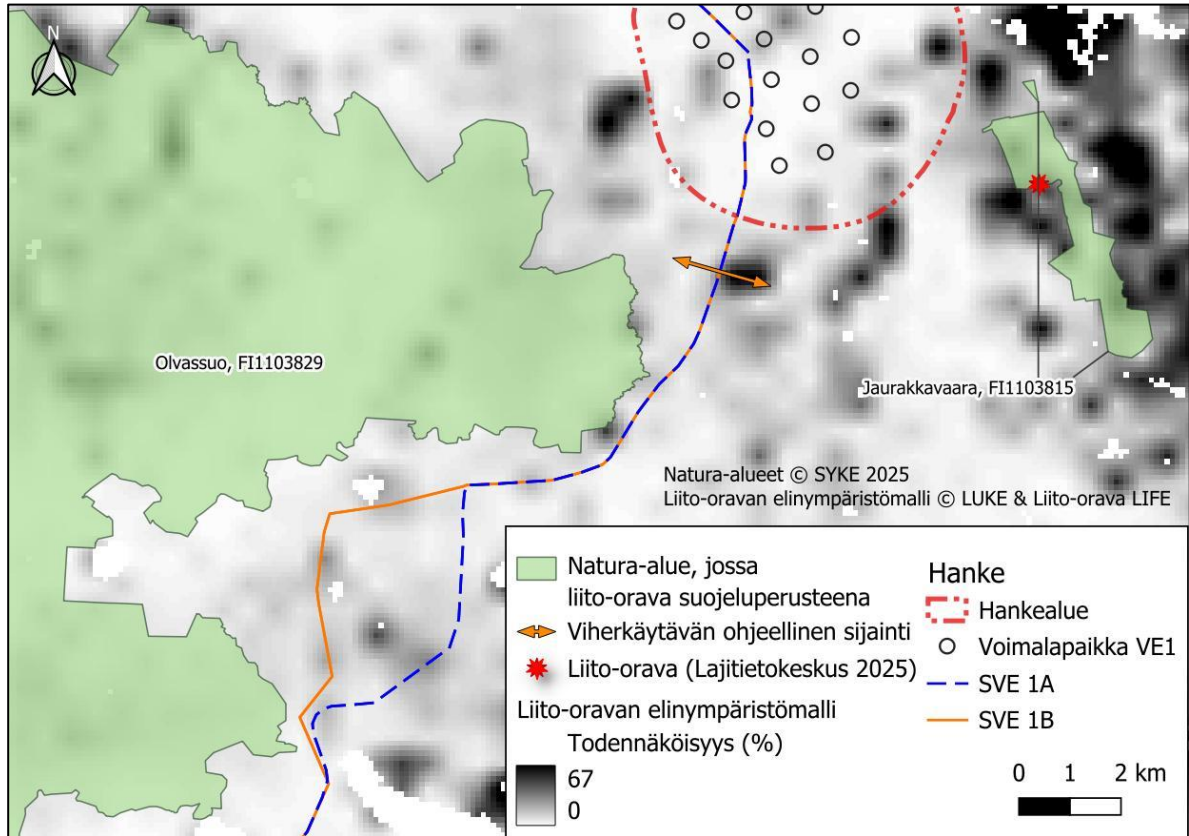 N
Olvassuo, FI1103829
Jaurakkavaara, FI1103815
Natura-alueet © SYKE 2025
Liito-oravan elinympäristömalli © LUKE & Liito-orava LIFE
Natura-alue, jossa
liito-orava suojeluperusteena
Viherkäytävän ohjeellinen sijainti
Liito-orava (Lajitietokeskus 2025)
Liito-oravan elinympäristömalli
Todennäköisyys (%)
67
0
Hanke
Hankealue
Voimalapaikka VE1
SVE 1A
SVE 1B
0 1 2 km